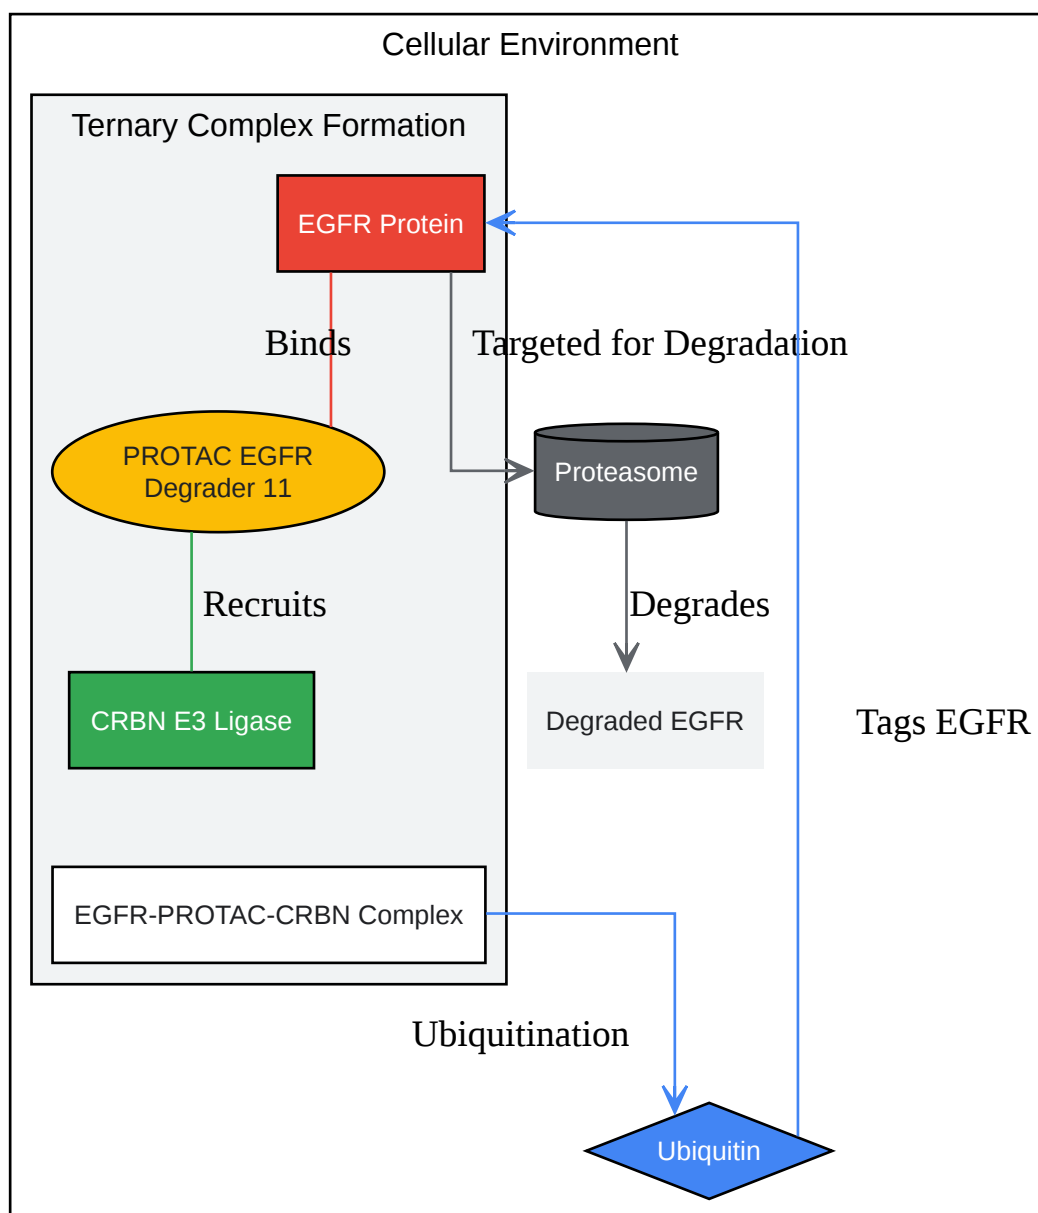 Cellular Environment
Ternary Complex Formation
EGFR Protein
Binds
Targeted for Degradation
PROTAC EGFR
Degrader 11
Proteasome
Recruits
Degrades
CRBN E3 Ligase
Degraded EGFR
Tags EGFR
EGFR-PROTAC-CRBN Complex
Ubiquitination
Ubiquitin